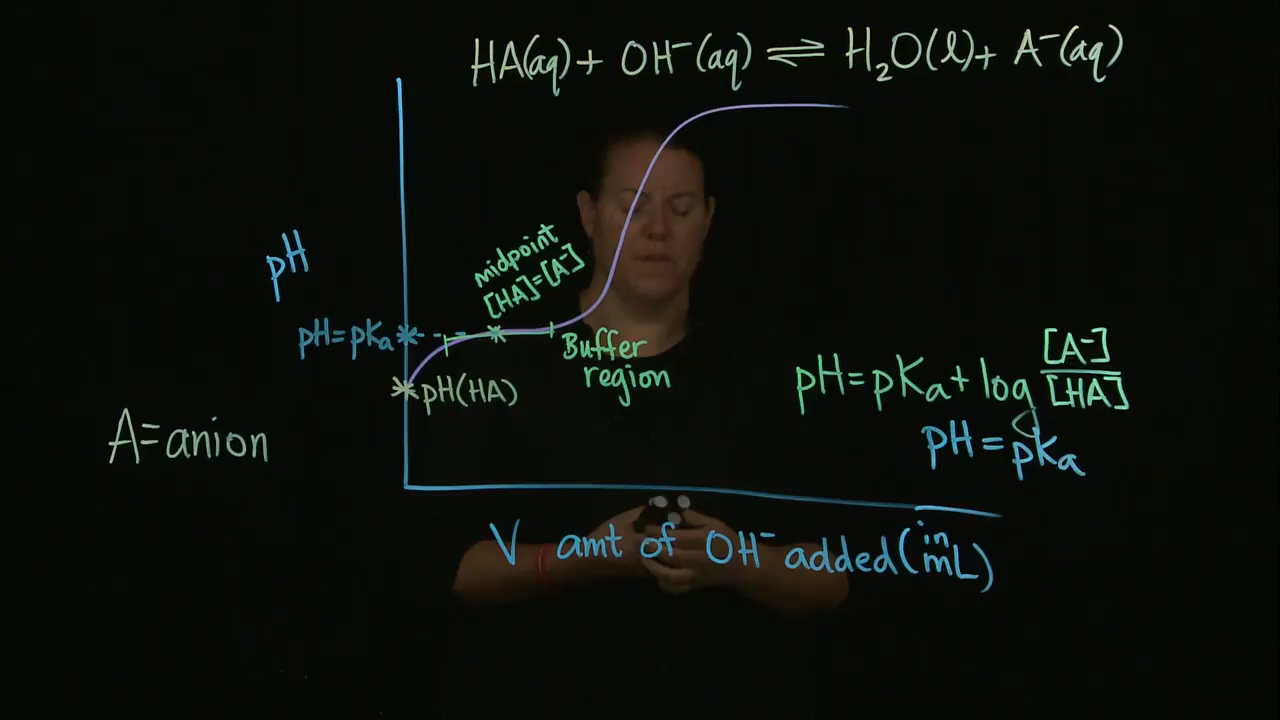 HA(aq) + OH⁻(aq) ⇌ H₂O(l) + A⁻(aq)
pH
midpoint
[HA]=[A⁻]
pH=pKa
Buffer
region
pH(HA)
pH=pKa+log [A⁻]/[HA]
pH=pKa
A=anion
V amt of OH⁻ added (in mL)